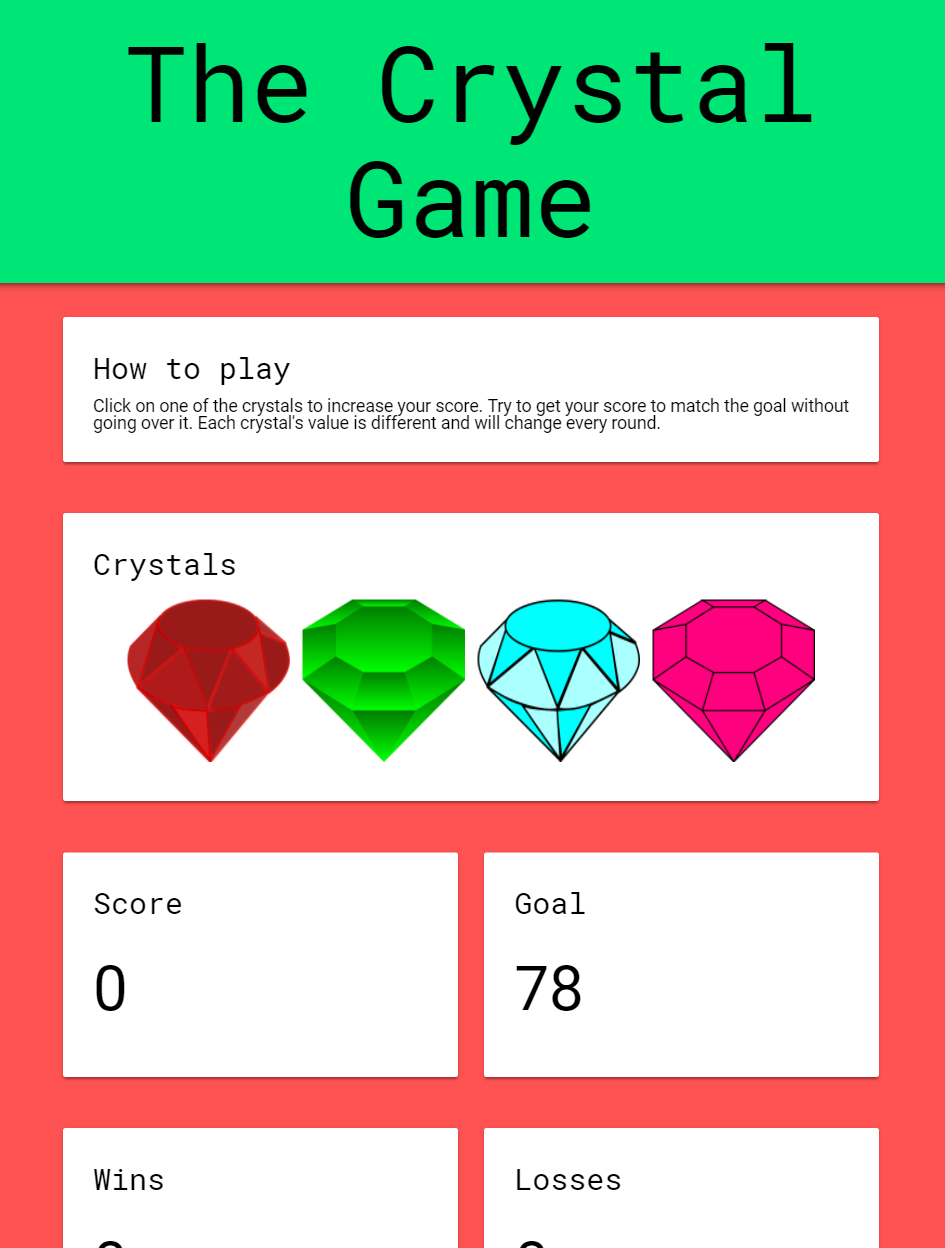 The Crystal
Game
How to play
Click on one of the crystals to increase your score. Try to get your score to match the goal without
going over it. Each crystal's value is different and will change every round.
Crystals
Score
Goal
0
78
Wins
Losses